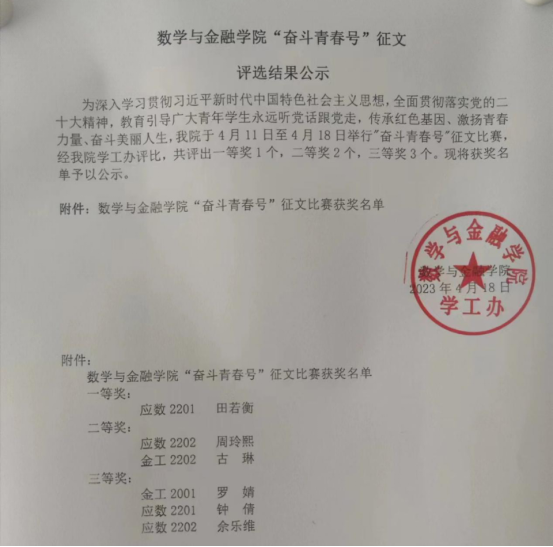 数学与金融学院“奋斗青春号”征文
评选结果公示
为深入学习贯彻习近平新时代中国特色社会主义思想，全面贯彻落实党的二
十大精神，教育引导广大青年学生永远听党话跟党走，传承红色基因、激扬青春
力量、奋斗美丽人生，我院于4月11日至4月18日举行"奋斗青春号"征文比赛，
经我院学工办评比，共评出一等奖1个，二等奖2个，三等奖3个。现将获奖名
单予以公示。
附件：数学与金融学院“奋斗青春号”征文比赛获奖名单
数学与金融学院
数学与金融学院
2023年4月18日
学工办
附件：
数学与金融学院“奋斗青春号”征文比赛获奖名单
一等奖：
应数2201 田若衡
二等奖：
应数2202 周玲熙
金工2202 古 琳
三等奖：
金工2001 罗 婧
应数2201 钟 倩
应数2202 余乐维